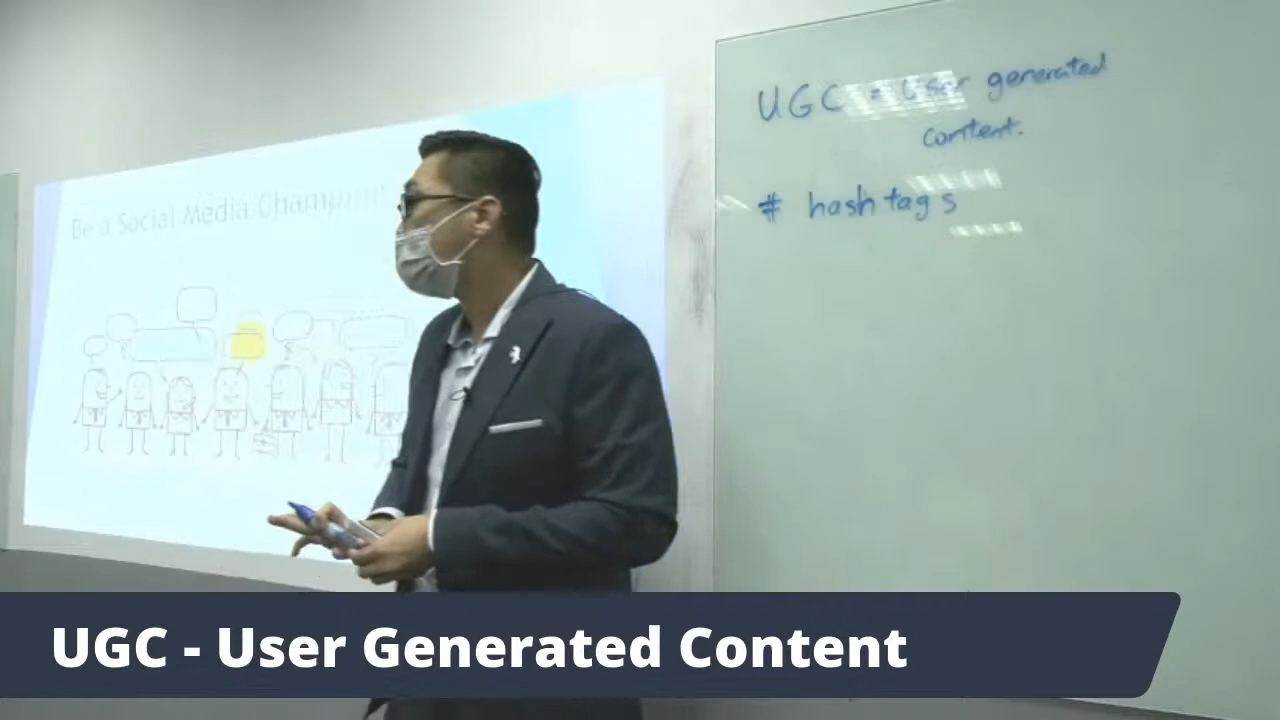 Be a Social Media Champion!
UGC = User generated
content.
# hashtags
UGC - User Generated Content